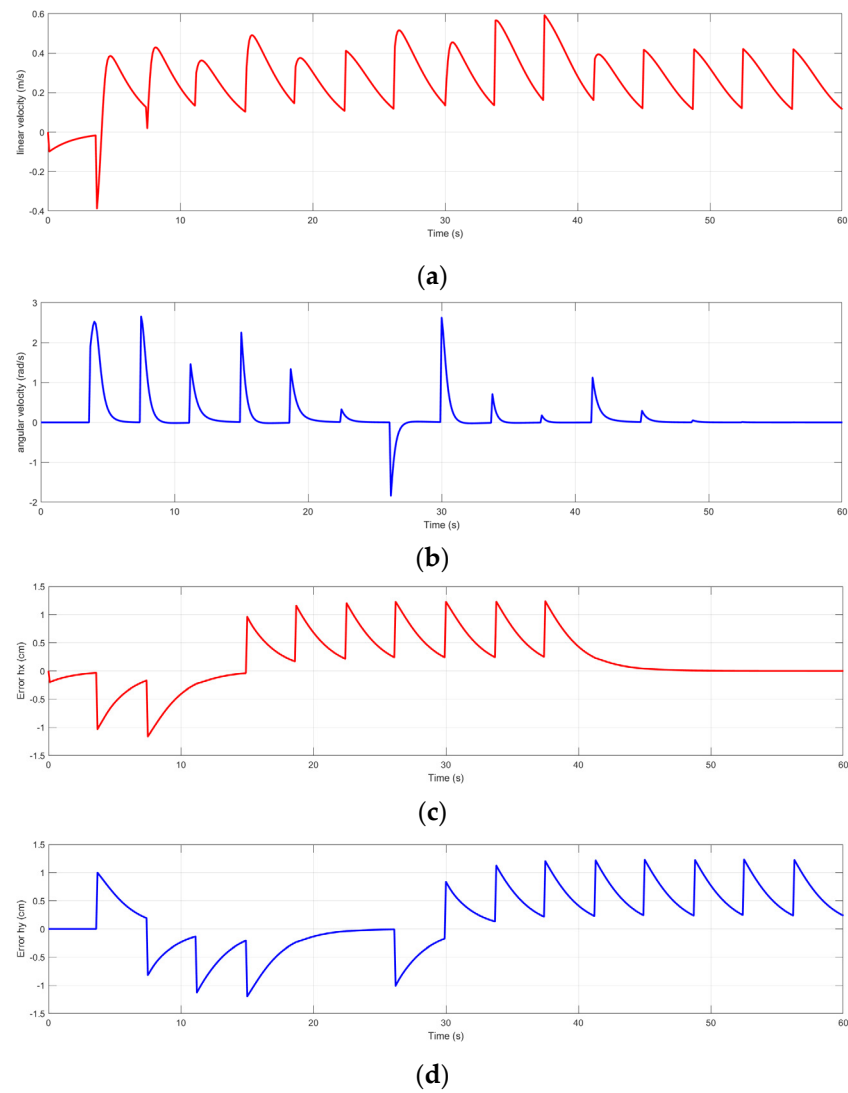 0.6
0.4
0.2
0
-0.2
-0.4
linear velocity (m/s)
0 10 20 30 40 50 60
Time (s)
(a)
3
2
1
0
-1
-2
angular velocity (rad/s)
0 10 20 30 40 50 60
Time (s)
(b)
1.5
1
0.5
0
-0.5
-1
-1.5
Error hx (cm)
0 10 20 30 40 50 60
Time (s)
(c)
1.5
1
0.5
0
-0.5
-1
-1.5
Error hy (cm)
0 10 20 30 40 50 60
Time (s)
(d)